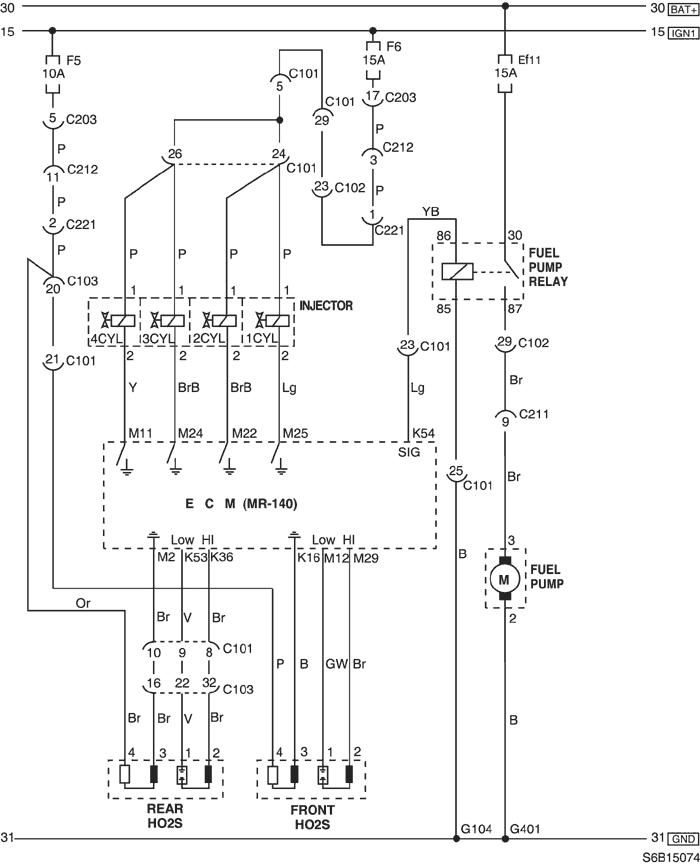 30 30 BAT+
15 15 IGN1
F5
10A
F6
15A
Ef11
15A
C101
5
C101
29
17 C203
5 C203
P P
C212
11
C212
3
26 24
C101
23 C102
P P
2 C221
1
C221
P
YB
86 30
20 C103
P P P P
FUEL
PUMP
RELAY
1 1 1 1
INJECTOR
85 87
4CYL 3CYL 2CYL 1CYL
2 2 2 2
21 C101
23 C101
29 C102
Y BrB BrB Lg Lg
Br
9 C211
M11 M24 M22 M25 K54
SIG
25 C101
Br
E C M (MR-140)
Low HI Low HI
M2 K53 K36 K16 M12 M29
B
3
FUEL
PUMP
M
2
Or
Br V Br
10 9 8 C101
P B GW Br
16 22 32 C103
Br Br V Br
B
4 3 1 2 4 3 1 2
REAR
HO2S
FRONT
HO2S
G104 G401
31 31 GND
S6B15074